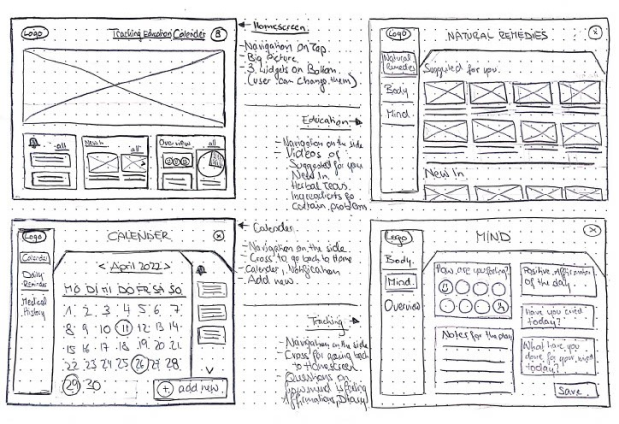 Logo
Tracking Education Calender
all
New In
all
Overview
all
← Homescreen
- Navigation on Top
- Big Picture
- 3 Widgets on Bottom
(user can change them)
Education →
- Navigation on the side
- Videos of
Suggested for you
New In
Herbal Teas
Ingredients for
certain problems
Logo
NATURAL REMEDIES
X
Natural
Remedies
Body
Mind
Suggested for you
New In
Logo
CALENDER
X
Calender
Daily
Reminder
Medical
History
< April 2022 >
MO DI MI DO FR SA SO
1 2 3 4 5 6 7
8 9 10 11 12 13 14
15 16 17 18 19 20 21
22 23 24 25 26 27 28
29 30
+ add new
← Calender
- Navigation on the side
- Cross to go back to Home
- Calender, Notification
- Add new
Tracking →
- Navigation on the side
- Cross for going back
to Homescreen
Questions on
how mind is feeling
Affirmations, Diary
Logo
MIND
X
Body
Mind
Overview
How are you feeling?
Notes for the day
Positive Affirmation
of the day
Have you cried
today?
What have you
done for your mind
today?
Save